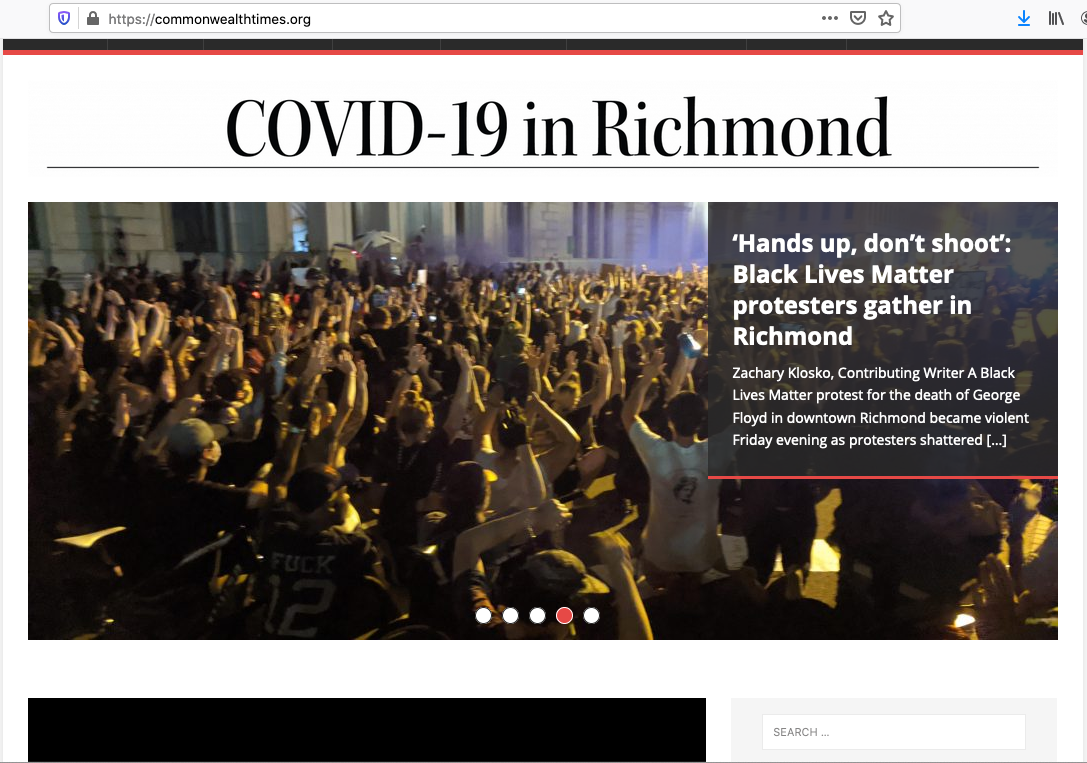 https://commonwealthtimes.org
COVID-19 in Richmond
‘Hands up, don’t shoot’:
Black Lives Matter
protesters gather in
Richmond
Zachary Klosko, Contributing Writer A Black
Lives Matter protest for the death of George
Floyd in downtown Richmond became violent
Friday evening as protesters shattered [...]
FUCK
12
SEARCH ...